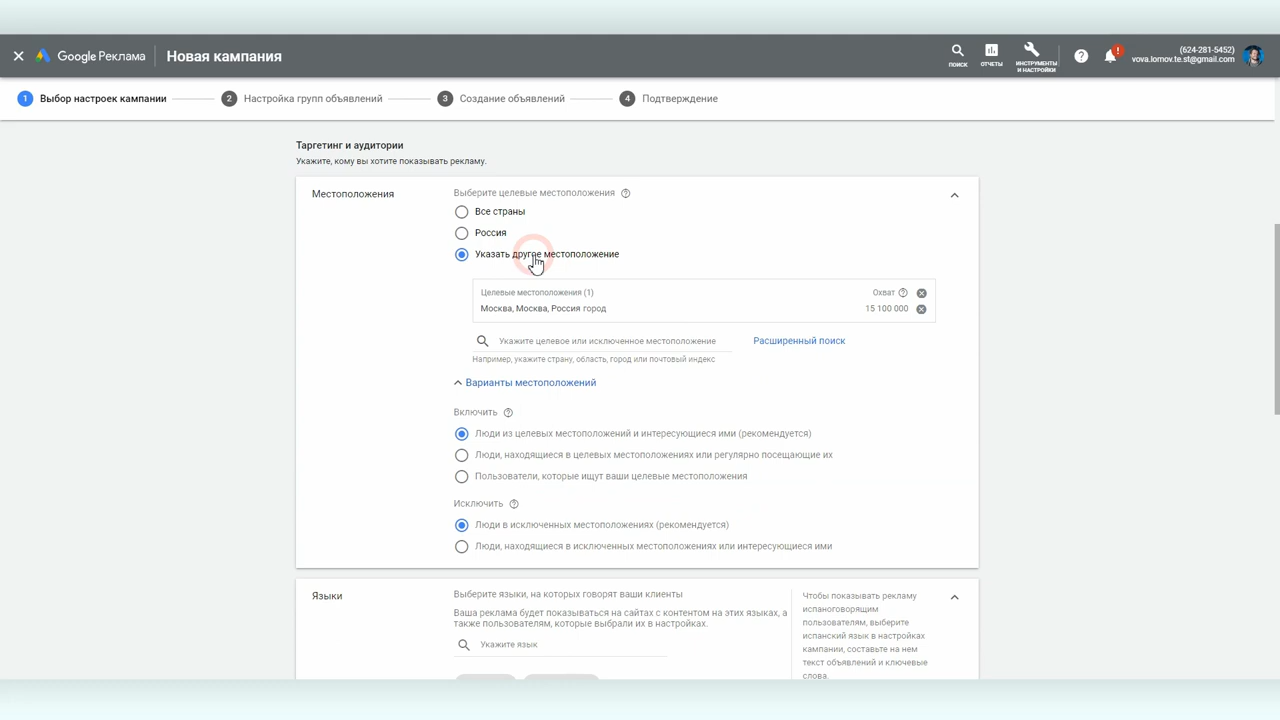 Google Реклама
Новая кампания
ПОИСК
ОТЧЕТЫ
ИНСТРУМЕНТЫ
И НАСТРОЙКИ
?
!
(624-281-5452)
vova.lomov.te.st@gmail.com
1 Выбор настроек кампании
2 Настройка групп объявлений
3 Создание объявлений
4 Подтверждение
Таргетинг и аудитории
Укажите, кому вы хотите показывать рекламу.
Местоположения
Выберите целевые местоположения ?
Все страны
Россия
Указать другое местоположение
Целевые местоположения (1)
Охват ?
Москва, Москва, Россия город
15 100 000
Укажите целевое или исключенное местоположение
Расширенный поиск
Например, укажите страну, область, город или почтовый индекс
Варианты местоположений
Включить ?
Люди из целевых местоположений и интересующиеся ими (рекомендуется)
Люди, находящиеся в целевых местоположениях или регулярно посещающие их
Пользователи, которые ищут ваши целевые местоположения
Исключить ?
Люди в исключенных местоположениях (рекомендуется)
Люди, находящиеся в исключенных местоположениях или интересующиеся ими
Языки
Выберите языки, на которых говорят ваши клиенты
Ваша реклама будет показываться на сайтах с контентом на этих языках, а
также пользователям, которые выбрали их в настройках.
Укажите язык
Чтобы показывать рекламу
испаноговорящим
пользователям, выберите
испанский язык в настройках
кампании, составьте на нем
текст объявлений и ключевые
слова.